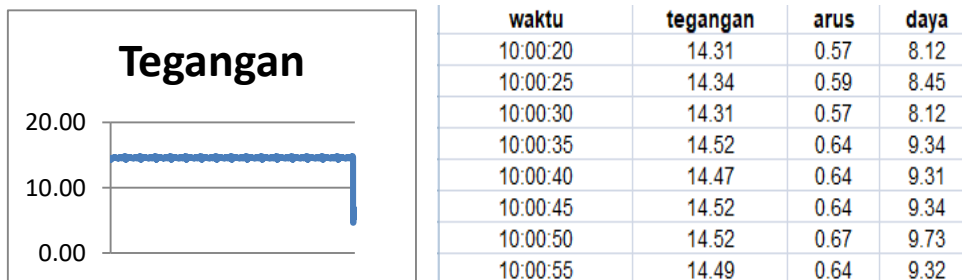 Tegangan
20.00
10.00
0.00
waktu tegangan arus daya
10:00:20 14.31 0.57 8.12
10:00:25 14.34 0.59 8.45
10:00:30 14.31 0.57 8.12
10:00:35 14.52 0.64 9.34
10:00:40 14.47 0.64 9.31
10:00:45 14.52 0.64 9.34
10:00:50 14.52 0.67 9.73
10:00:55 14.49 0.64 9.32